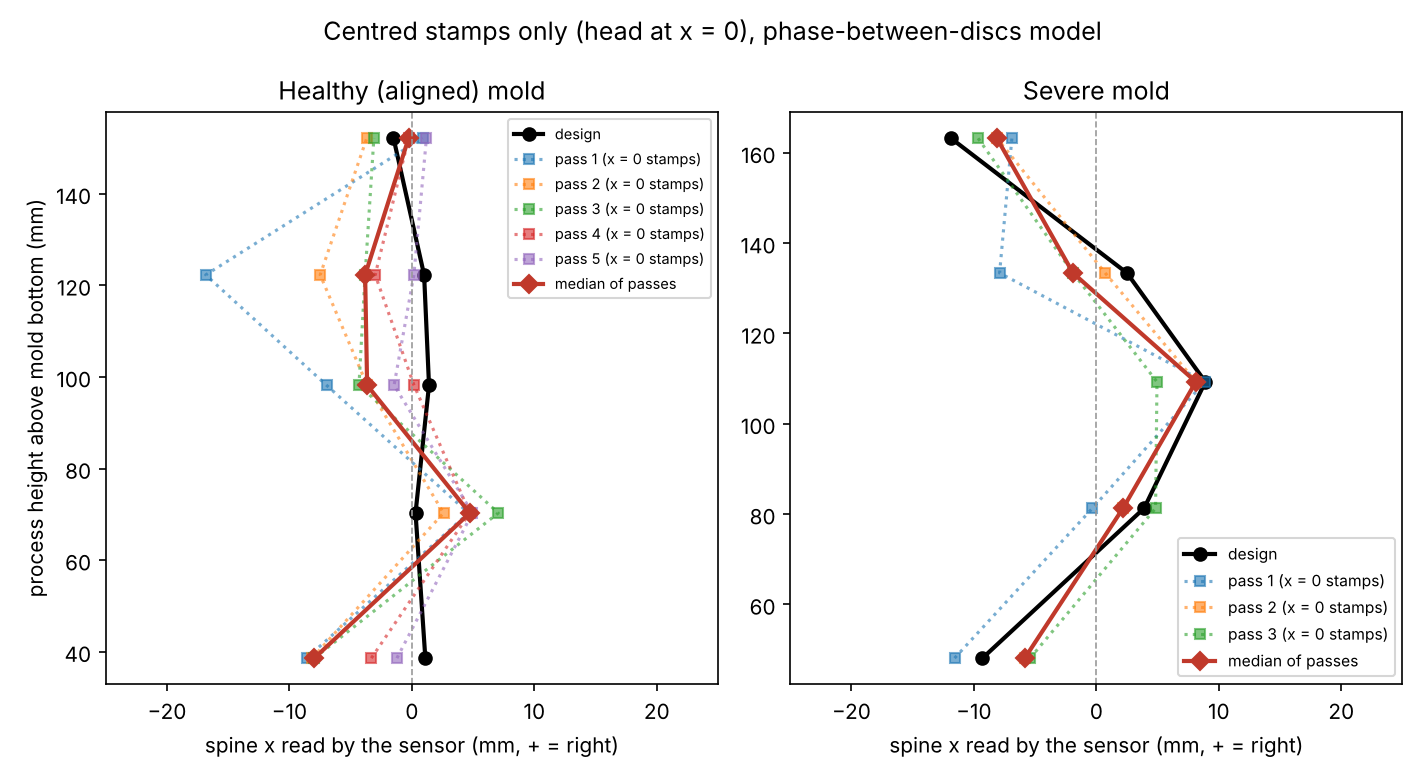 Centred stamps only (head at x = 0), phase-between-discs model
Healthy (aligned) mold
process height above mold bottom (mm)
140
120
100
80
60
40
−20
−10
0
10
20
spine x read by the sensor (mm, + = right)
design
pass 1 (x = 0 stamps)
pass 2 (x = 0 stamps)
pass 3 (x = 0 stamps)
pass 4 (x = 0 stamps)
pass 5 (x = 0 stamps)
median of passes
Severe mold
160
140
120
100
80
60
−20
−10
0
10
20
spine x read by the sensor (mm, + = right)
design
pass 1 (x = 0 stamps)
pass 2 (x = 0 stamps)
pass 3 (x = 0 stamps)
median of passes